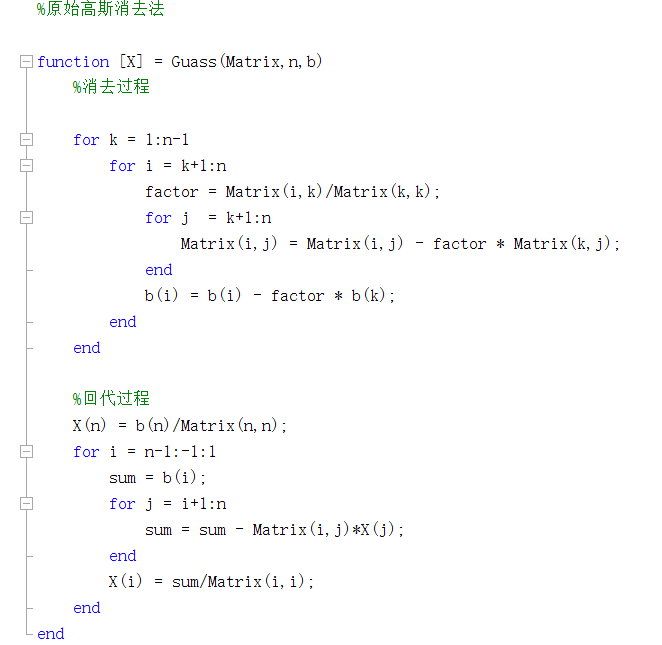 %原始高斯消去法
function [X] = Guass(Matrix,n,b)
%消去过程
for k = 1:n-1
for i = k+1:n
factor = Matrix(i,k)/Matrix(k,k);
for j  = k+1:n
Matrix(i,j) = Matrix(i,j) - factor * Matrix(k,j);
end
b(i) = b(i) - factor * b(k);
end
end
%回代过程
X(n) = b(n)/Matrix(n,n);
for i = n-1:-1:1
sum = b(i);
for j = i+1:n
sum = sum - Matrix(i,j)*X(j);
end
X(i) = sum/Matrix(i,i);
end
end